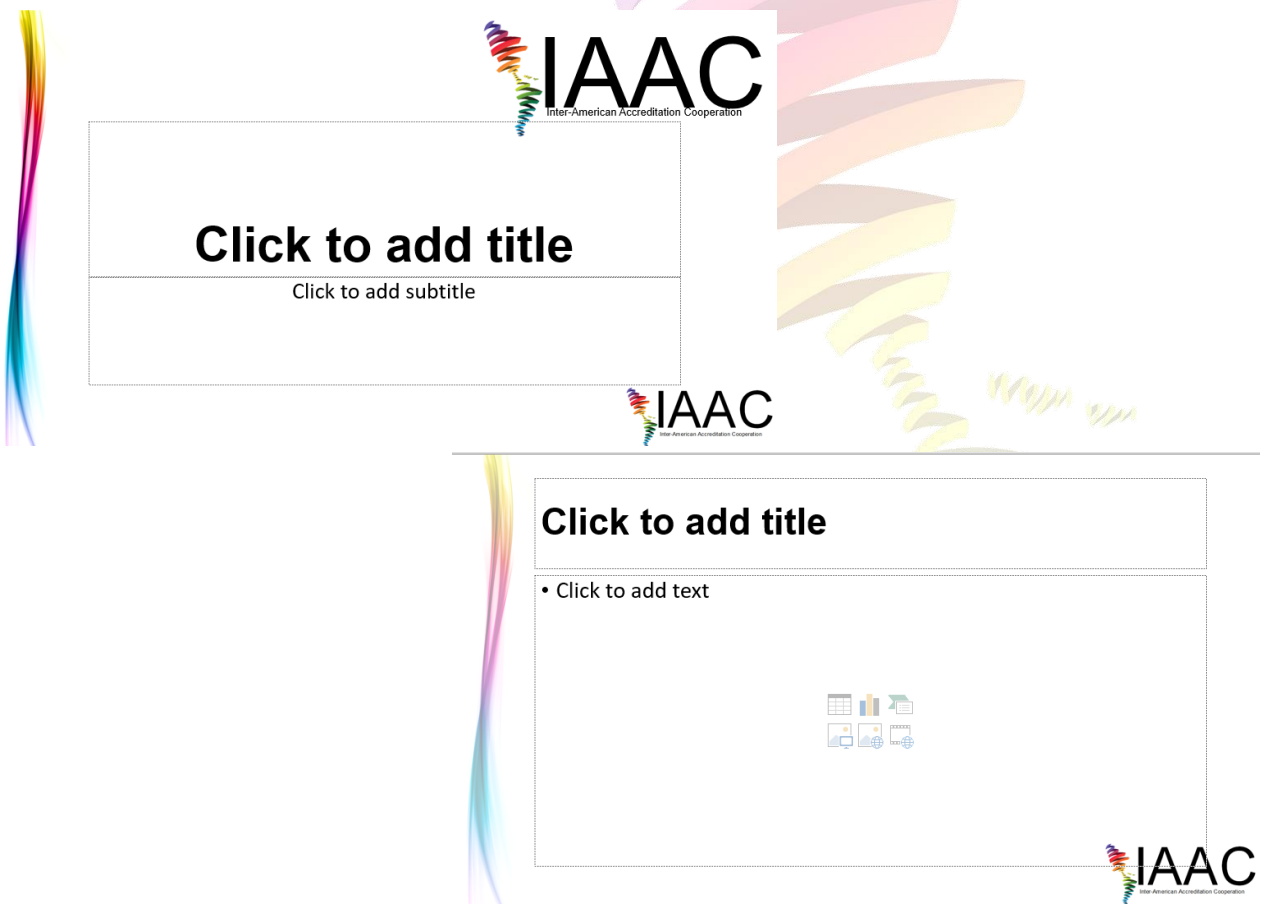 IAAC
Inter-American Accreditation Cooperation
Click to add title
Click to add subtitle
IAAC
Inter-American Accreditation Cooperation
Click to add title
• Click to add text
IAAC
Inter-American Accreditation Cooperation